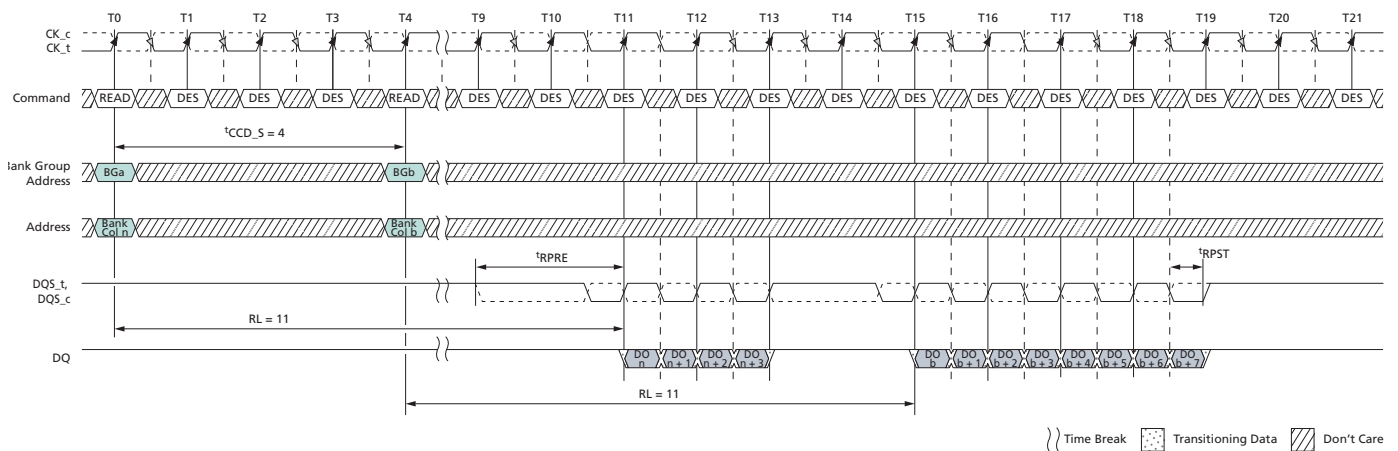 T0 T1 T2 T3 T4 T9 T10 T11 T12 T13 T14 T15 T16 T17 T18 T19 T20 T21
CK_c
CK_t
Command READ DES DES DES READ DES DES DES DES DES DES DES DES DES DES DES DES DES
tCCD_S = 4
Bank Group
Address
BGa BGb
Address
Bank
Col n
Bank
Col b
tRPRE tRPST
DQS_t,
DQS_c
RL = 11
DQ
DO
n
DO
n + 1
DO
n + 2
DO
n + 3
DO
b
DO
b + 1
DO
b + 2
DO
b + 3
DO
b + 4
DO
b + 5
DO
b + 6
DO
b + 7
RL = 11
Time Break Transitioning Data Don't Care